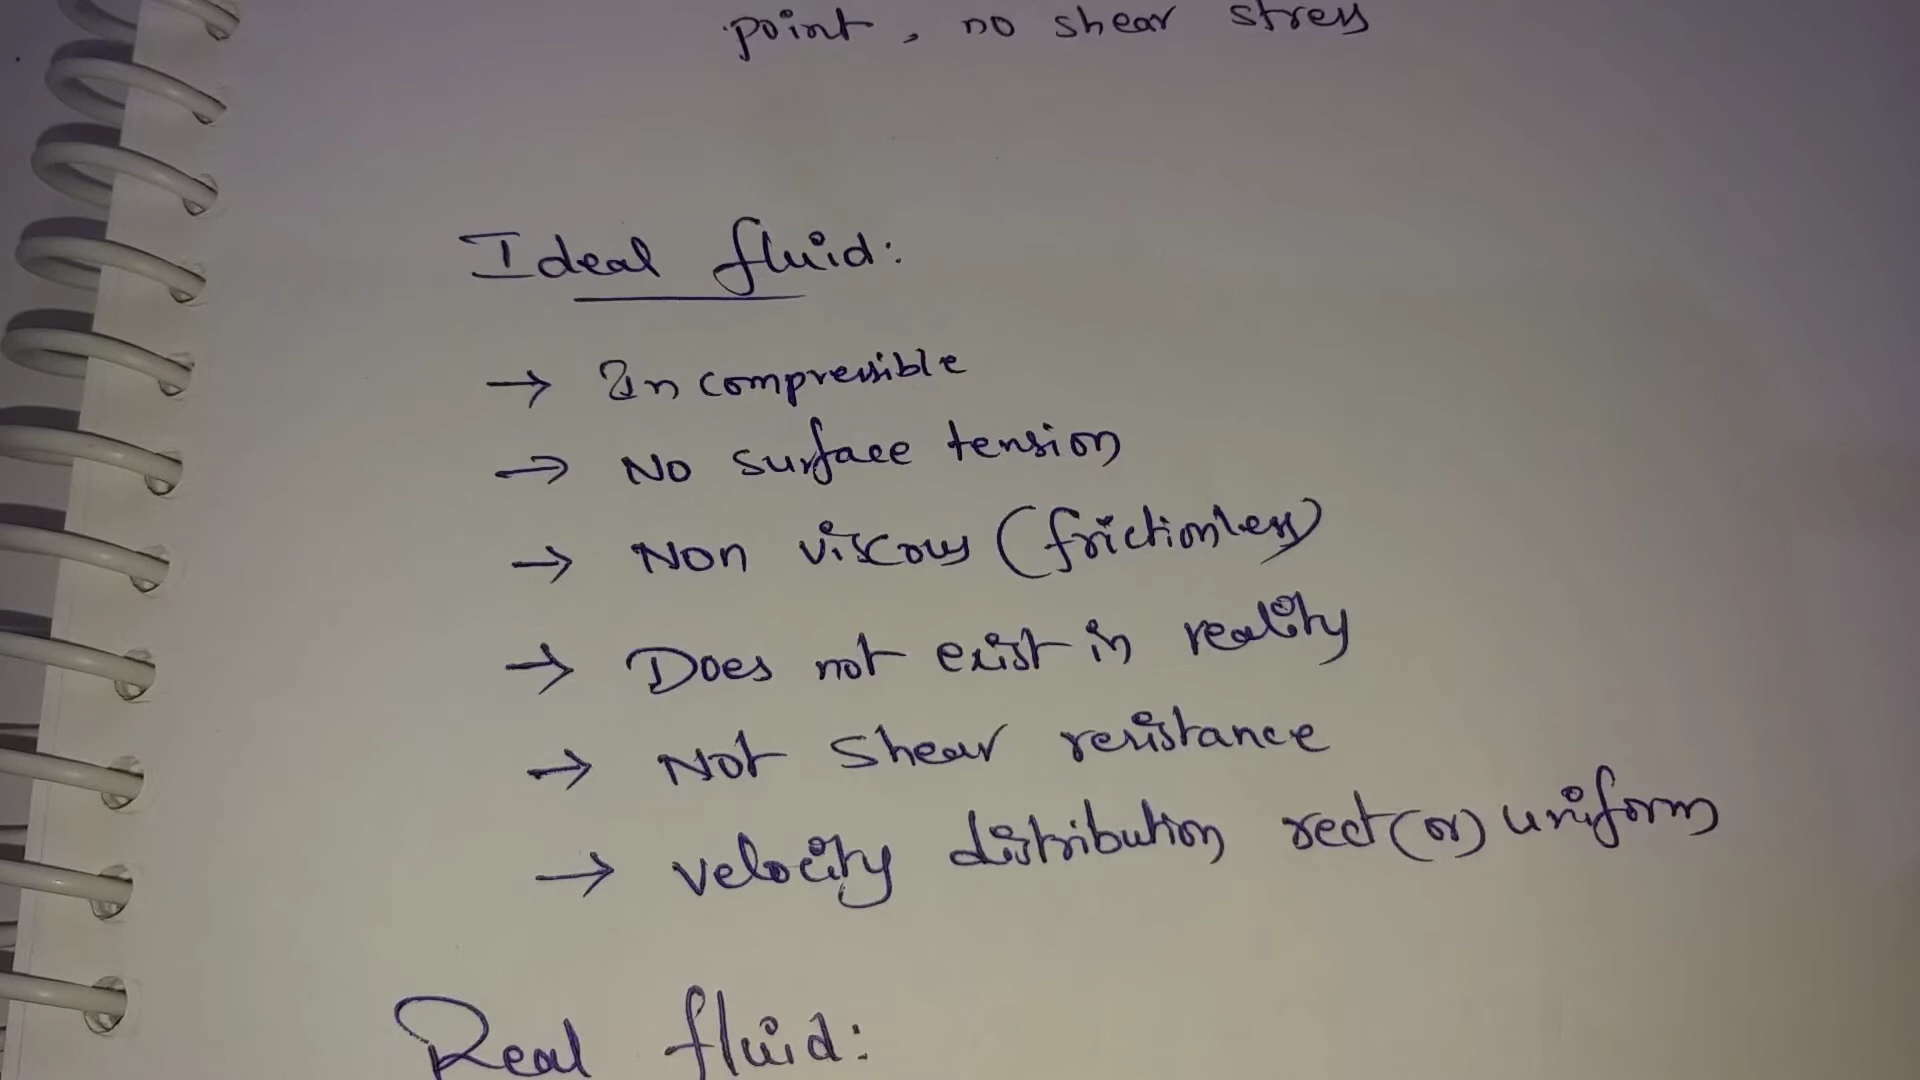 point, no shear stress
Ideal fluid:
→ Incompressible
→ No surface tension
→ Non viscous (frictionless)
→ Does not exist in reality
→ Not Shear resistance
→ velocity distribution rect (or) uniform
Real fluid: